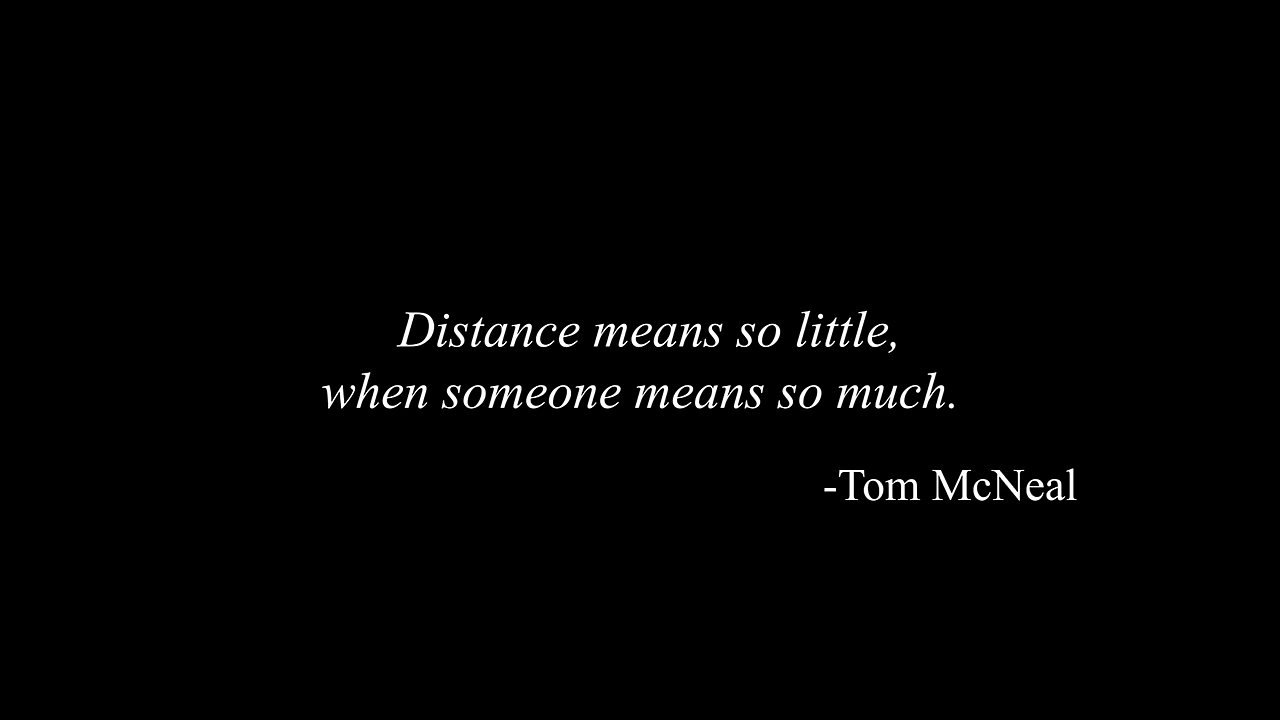 Distance means so little,
when someone means so much.
-Tom McNeal